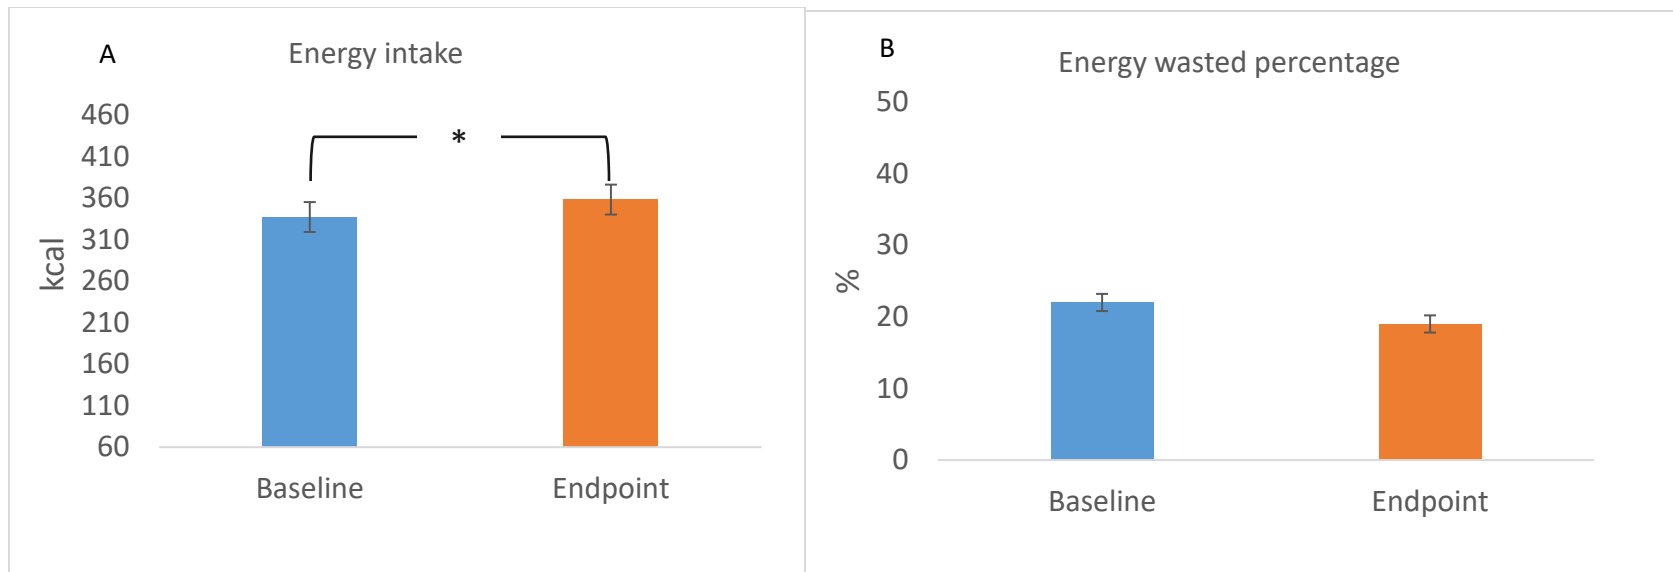 A
Energy intake
460
410
360
310
260
210
160
110
60
kcal
*
Baseline
Endpoint
B
Energy wasted percentage
50
40
30
20
10
0
%
Baseline
Endpoint